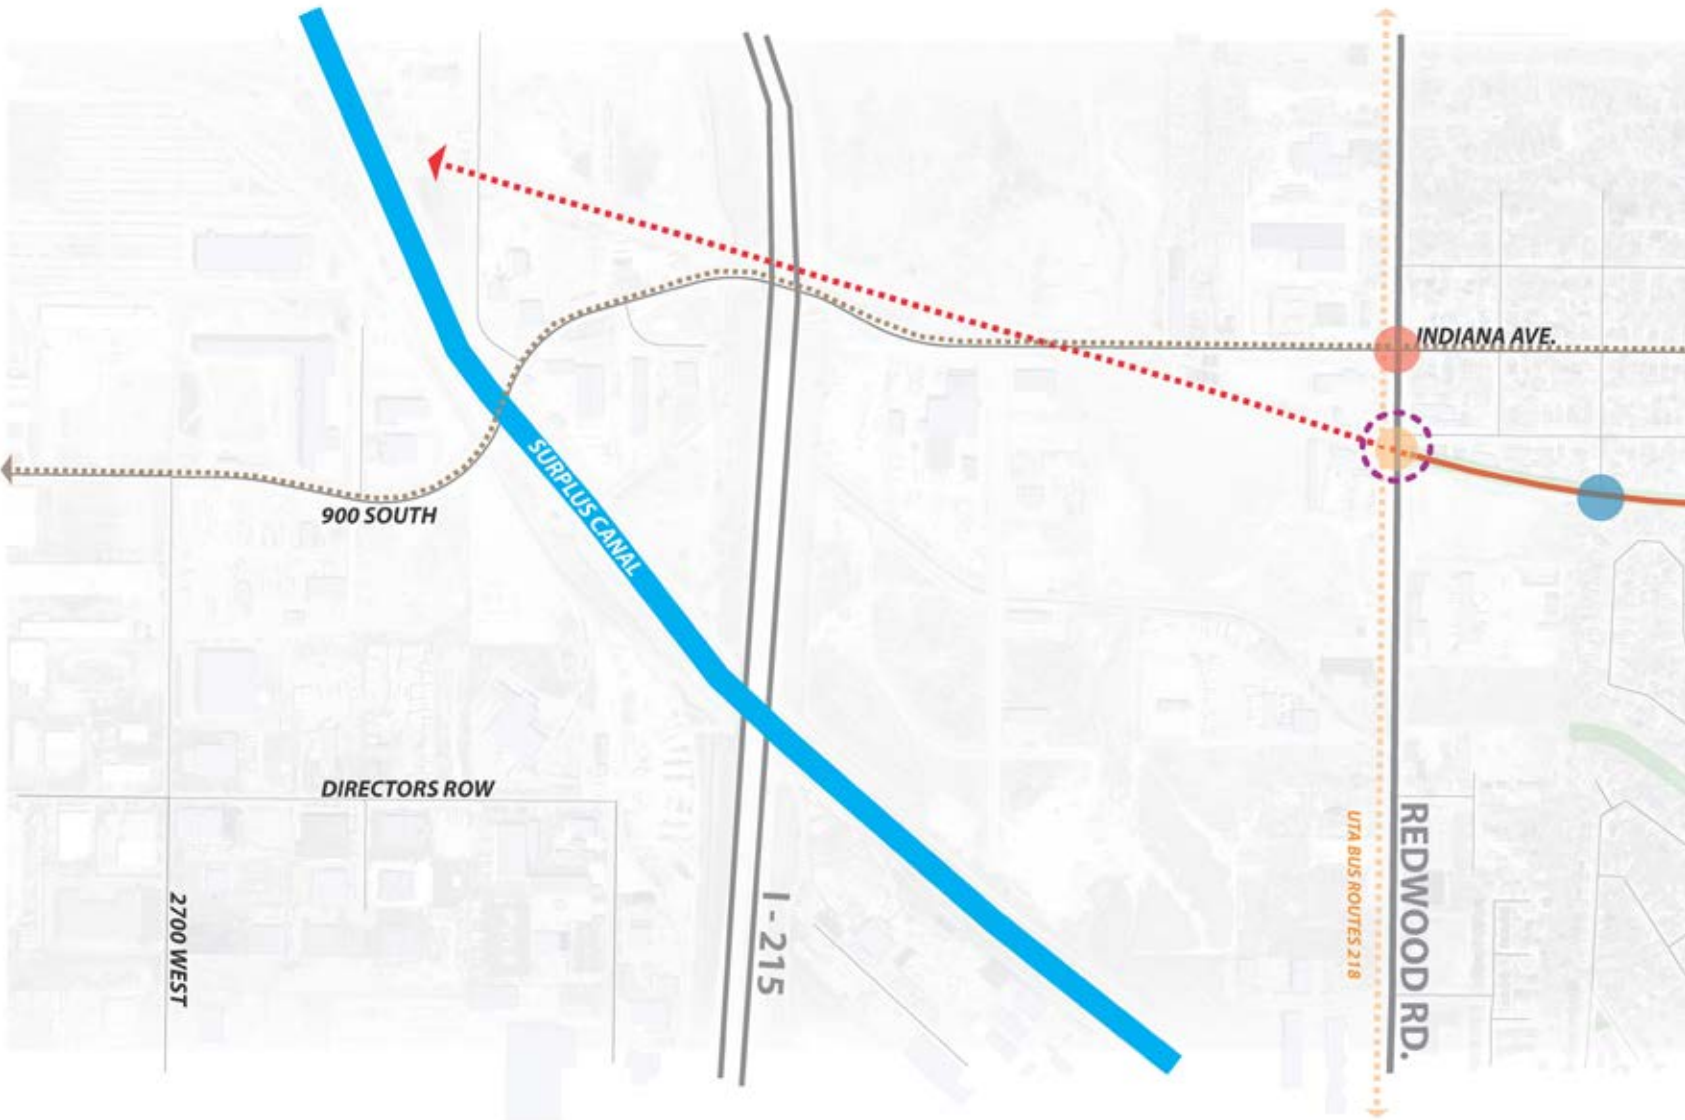 INDIANA AVE.
SURPLUS CANAL
900 SOUTH
DIRECTORS ROW
2700 WEST
I-215
UTA BUS ROUTES 218
REDWOOD RD.